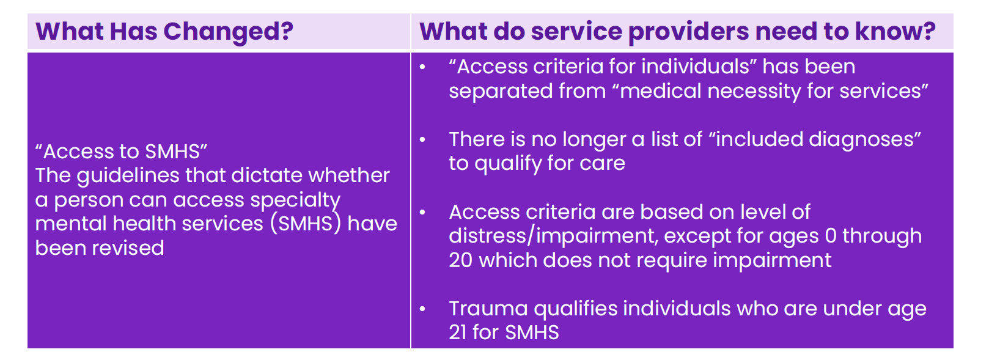 What Has Changed?
What do service providers need to know?
“Access to SMHS”
The guidelines that dictate whether
a person can access specialty
mental health services (SMHS) have
been revised
• “Access criteria for individuals” has been
separated from “medical necessity for services”
• There is no longer a list of “included diagnoses”
to qualify for care
• Access criteria are based on level of
distress/impairment, except for ages 0 through
20 which does not require impairment
• Trauma qualifies individuals who are under age
21 for SMHS